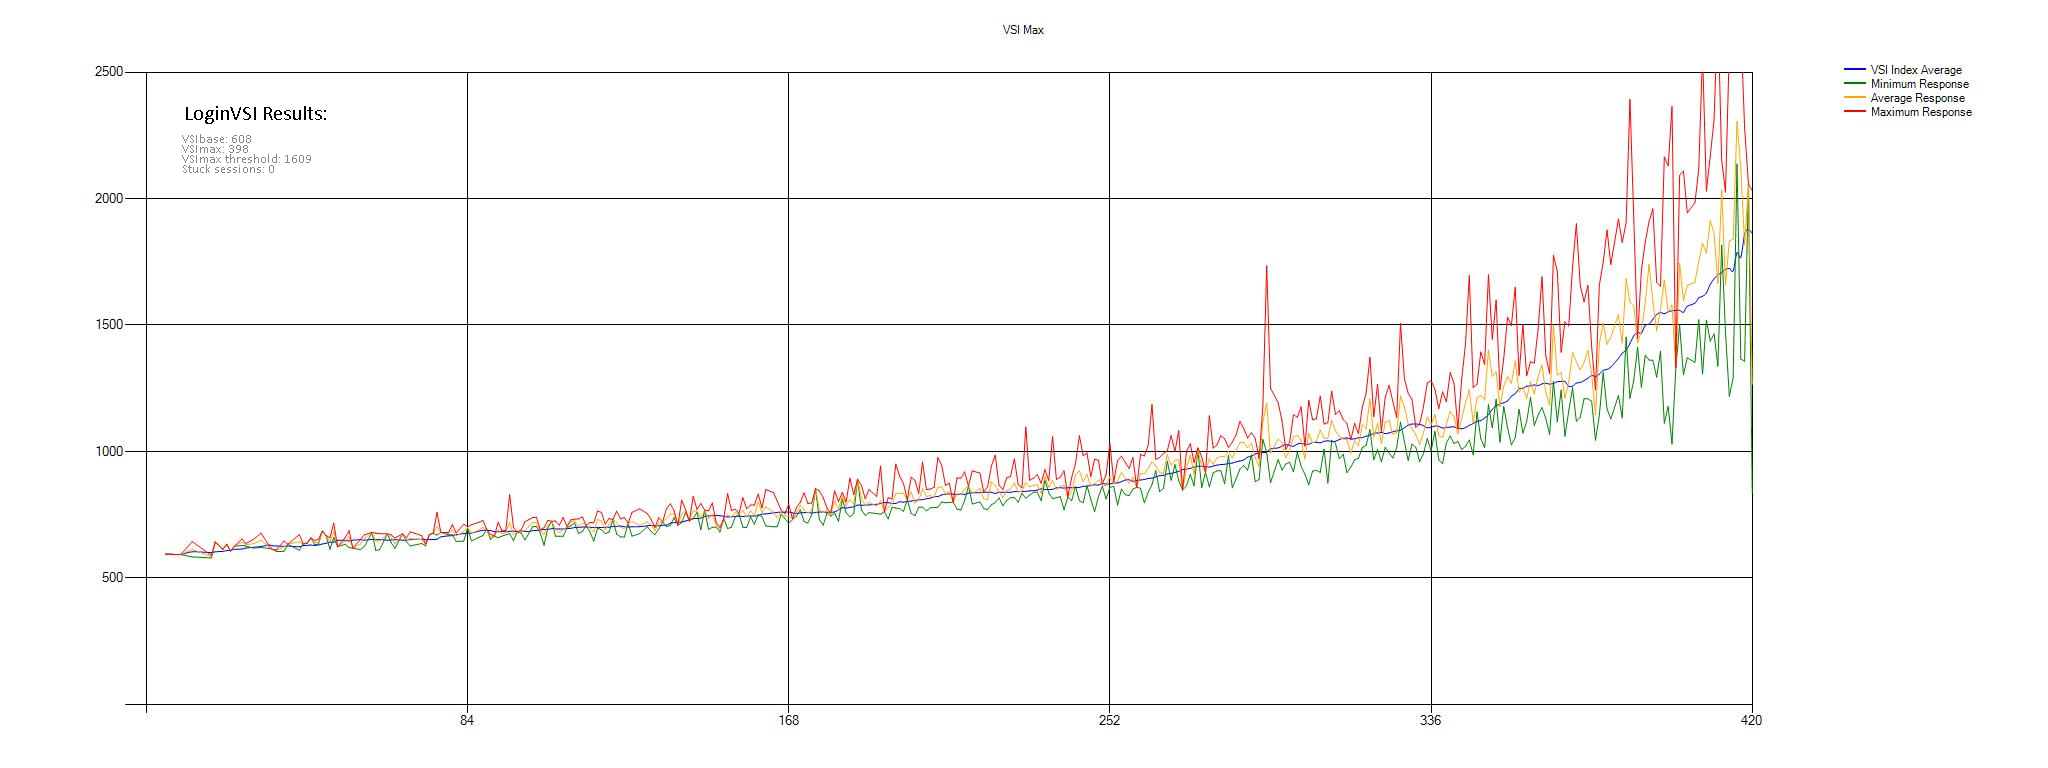 VSI Max
2500
2000
1500
1000
500
84
168
252
336
420
LoginVSI Results:
VSIbase: 608
VSImax: 398
VSImax threshold: 1609
Stuck sessions: 0
VSI Index Average
Minimum Response
Average Response
Maximum Response